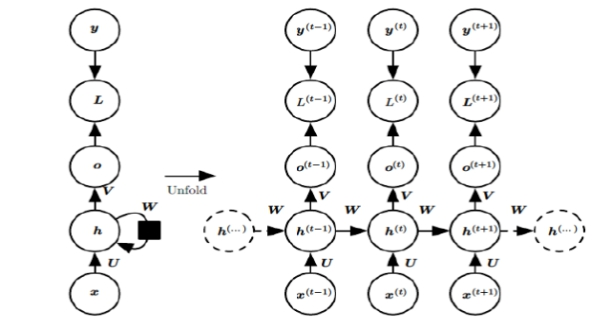 y y^(t−1) y^(t) y^(t+1)
L L^(t−1) L^(t) L^(t+1)
o o^(t−1) o^(t) o^(t+1)
Unfold
V V V V
W W W W W
h h^(...) h^(t−1) h^(t) h^(t+1) h^(...)
U U U U
x x^(t−1) x^(t) x^(t+1)